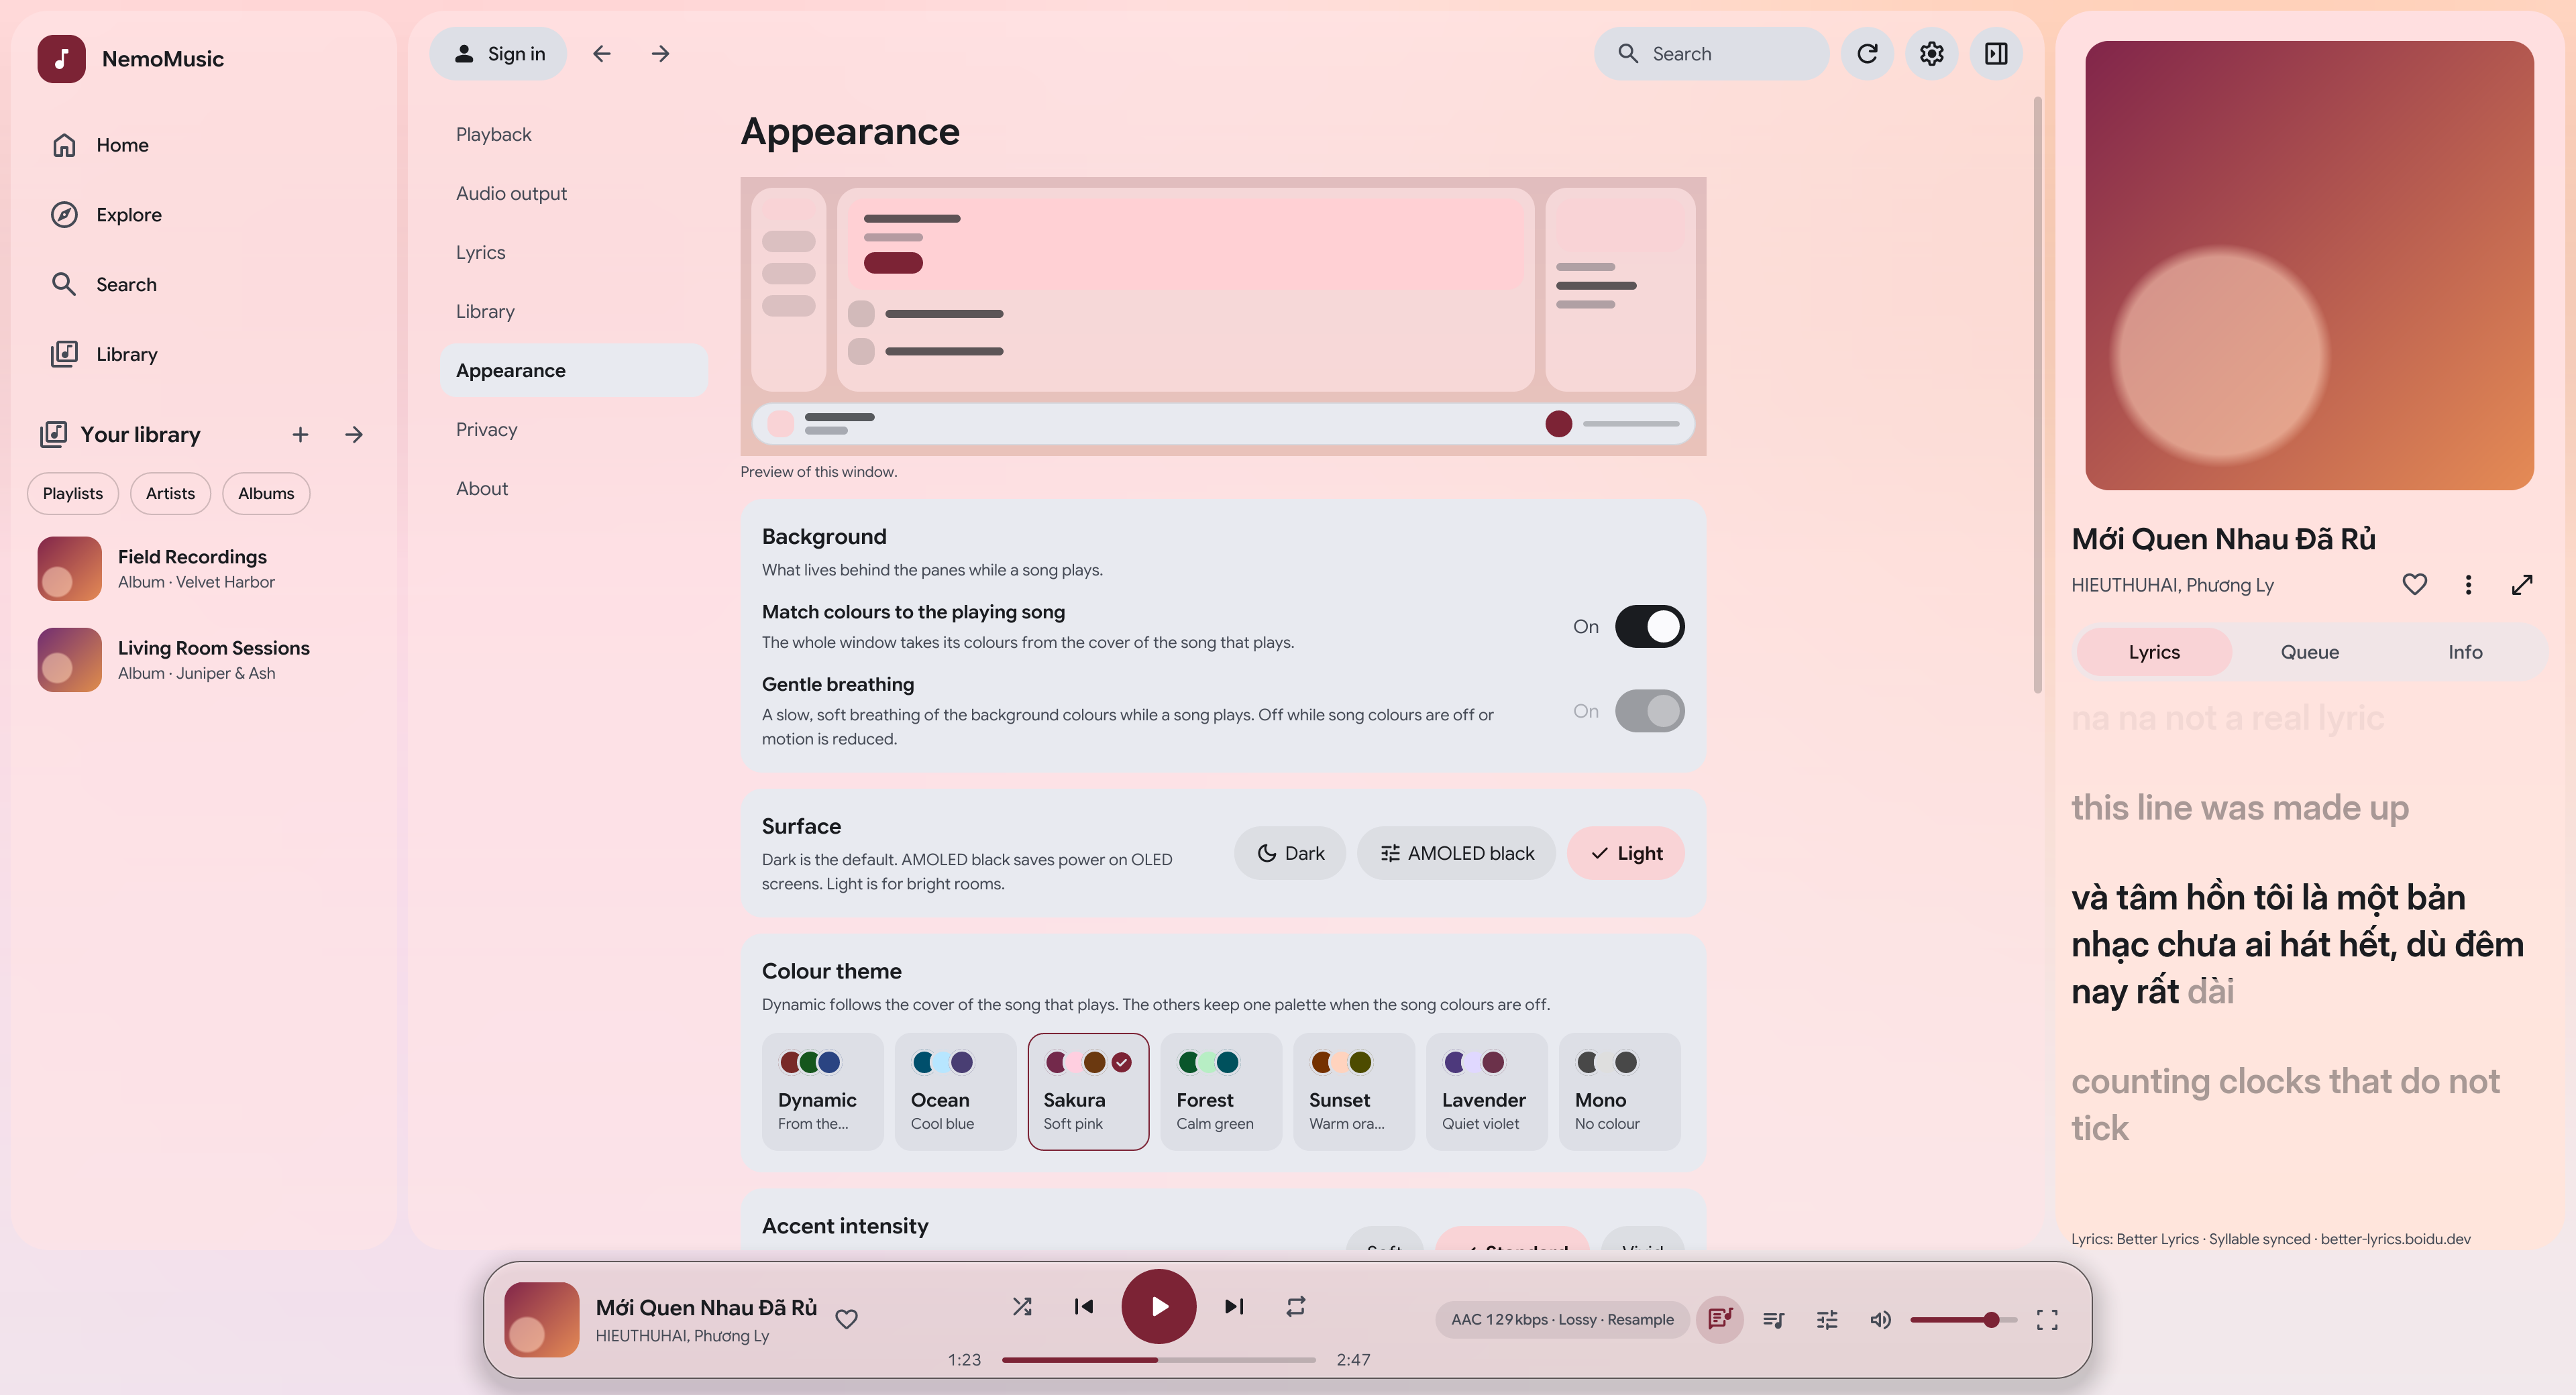 NemoMusic
Home
Explore
Search
Library
Your library
Playlists
Artists
Albums
Field Recordings
Album · Velvet Harbor
Living Room Sessions
Album · Juniper & Ash
Sign in
Search
Playback
Audio output
Lyrics
Library
Appearance
Privacy
About
Appearance
Preview of this window.
Background
What lives behind the panes while a song plays.
Match colours to the playing song
The whole window takes its colours from the cover of the song that plays.
On
Gentle breathing
A slow, soft breathing of the background colours while a song plays. Off while song colours are off or
motion is reduced.
On
Surface
Dark is the default. AMOLED black saves power on OLED
screens. Light is for bright rooms.
Dark
AMOLED black
Light
Colour theme
Dynamic follows the cover of the song that plays. The others keep one palette when the song colours are off.
Dynamic
From the...
Ocean
Cool blue
Sakura
Soft pink
Forest
Calm green
Sunset
Warm ora...
Lavender
Quiet violet
Mono
No colour
Accent intensity
Soft
Standard
Vivid
Mới Quen Nhau Đã Rủ
HIEUTHUHAI, Phương Ly
Lyrics
Queue
Info
na na not a real lyric
this line was made up
và tâm hồn tôi là một bản
nhạc chưa ai hát hết, dù đêm
nay rất dài
counting clocks that do not
tick
Lyrics: Better Lyrics · Syllable synced · better-lyrics.boidu.dev
Mới Quen Nhau Đã Rủ
HIEUTHUHAI, Phương Ly
1:23
2:47
AAC 129 kbps · Lossy · Resample